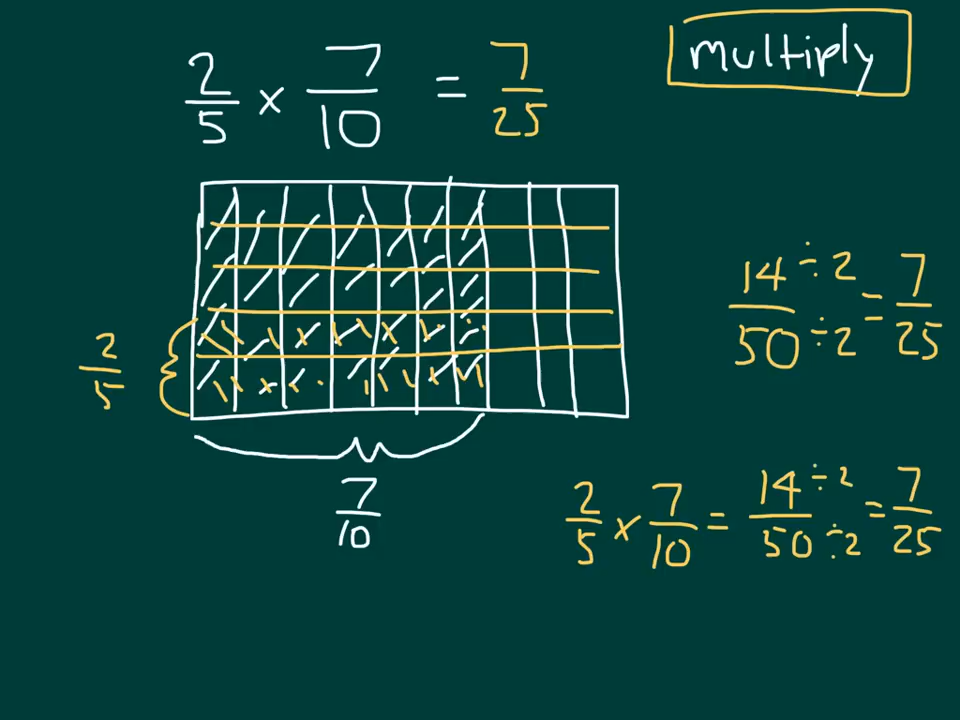 2/5 × 7/10 = 7/25
multiply
14 ÷ 2 / 50 ÷ 2 = 7/25
2/5
7/10
2/5 × 7/10 = 14 ÷ 2 / 50 ÷ 2 = 7/25